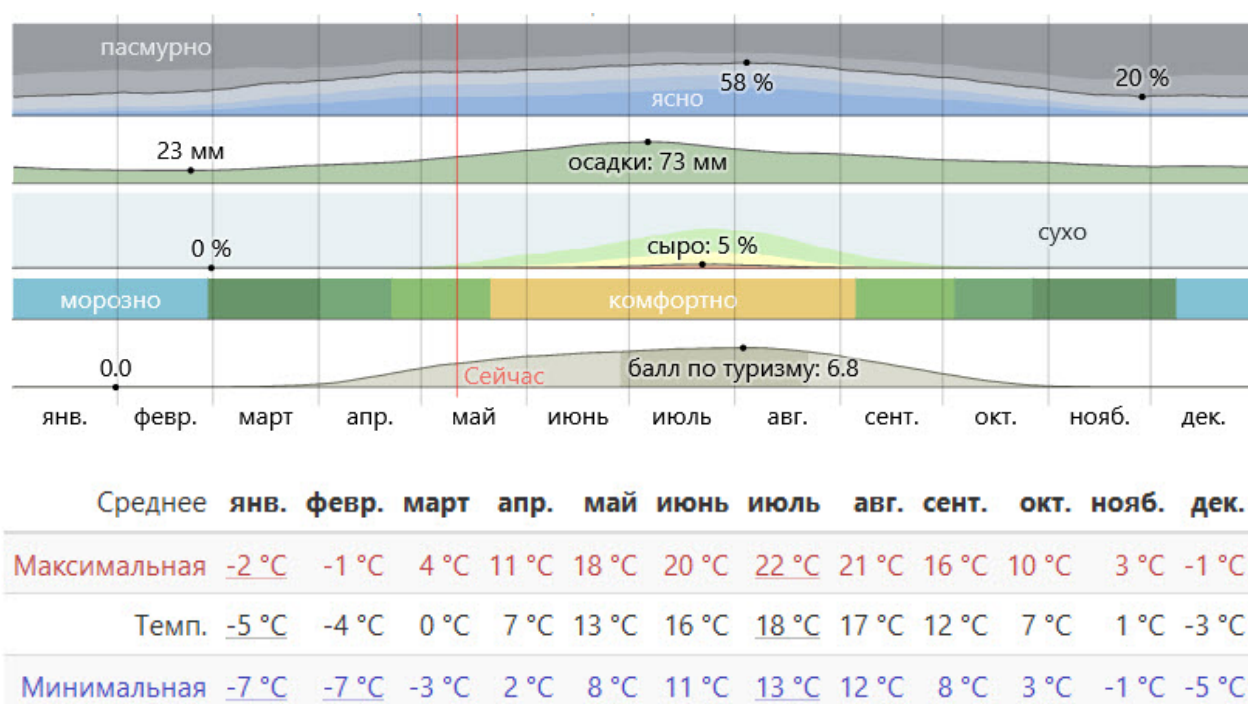 пасмурно
58 %
20 %
ясно
23 мм
осадки: 73 мм
сухо
0 %
сыро: 5 %
морозно
комфортно
0.0
Сейчас
балл по туризму: 6.8
янв. февр. март апр. май июнь июль авг. сент. окт. нояб. дек.
Среднее янв. февр. март апр. май июнь июль авг. сент. окт. нояб. дек.
Максимальная -2 °C -1 °C 4 °C 11 °C 18 °C 20 °C 22 °C 21 °C 16 °C 10 °C 3 °C -1 °C
Темп. -5 °C -4 °C 0 °C 7 °C 13 °C 16 °C 18 °C 17 °C 12 °C 7 °C 1 °C -3 °C
Минимальная -7 °C -7 °C -3 °C 2 °C 8 °C 11 °C 13 °C 12 °C 8 °C 3 °C -1 °C -5 °C